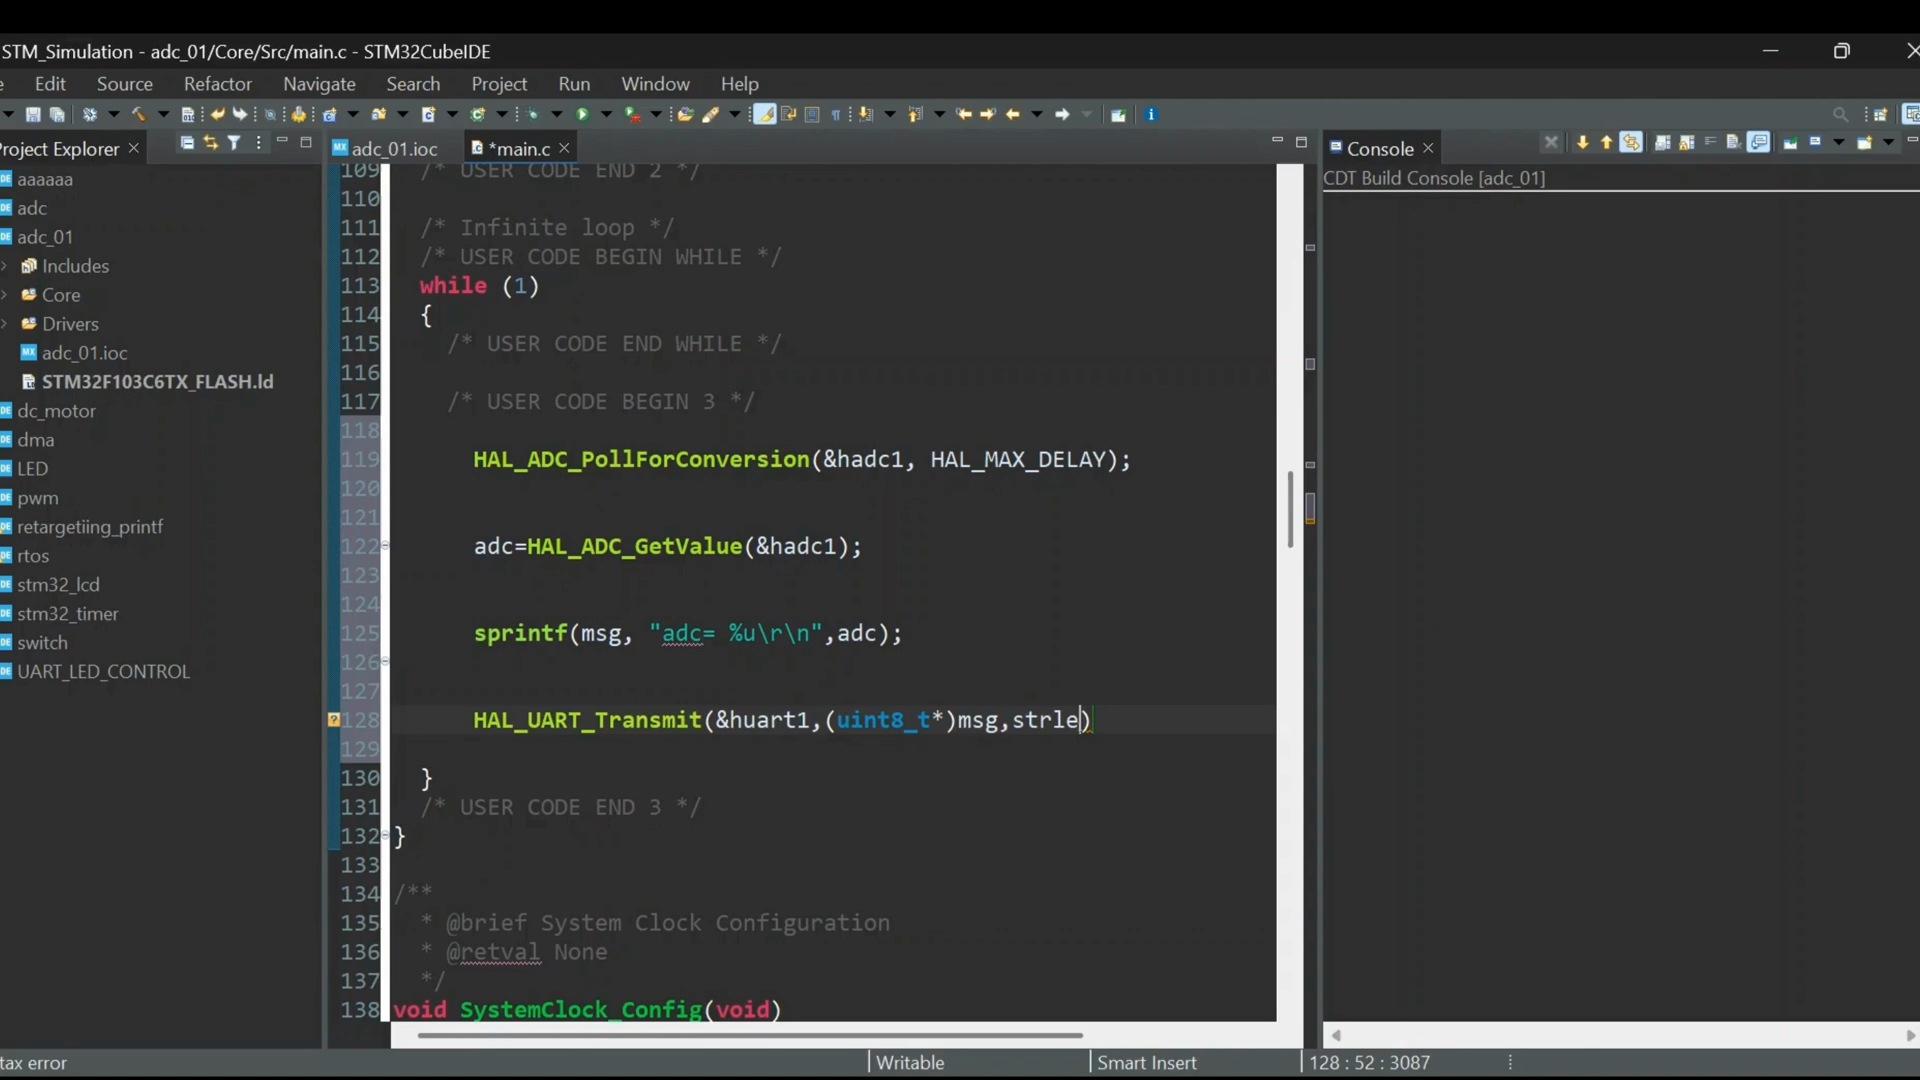 STM_Simulation - adc_01/Core/Src/main.c - STM32CubeIDE
Edit Source Refactor Navigate Search Project Run Window Help
roject Explorer
adc_01.ioc
*main.c
Console
CDT Build Console [adc_01]
aaaaaa
adc
adc_01
Includes
Core
Drivers
adc_01.ioc
STM32F103C6TX_FLASH.ld
dc_motor
dma
LED
pwm
retargetiing_printf
rtos
stm32_lcd
stm32_timer
switch
UART_LED_CONTROL
109 /* USER CODE END 2 */
110
111 /* Infinite loop */
112 /* USER CODE BEGIN WHILE */
113 while (1)
114 {
115 /* USER CODE END WHILE */
116
117 /* USER CODE BEGIN 3 */
118
119 HAL_ADC_PollForConversion(&hadc1, HAL_MAX_DELAY);
120
121
122 adc=HAL_ADC_GetValue(&hadc1);
123
124
125 sprintf(msg, "adc= %u\r\n",adc);
126
127
128 HAL_UART_Transmit(&huart1,(uint8_t*)msg,strle)
129
130 }
131 /* USER CODE END 3 */
132 }
133
134 /**
135 * @brief System Clock Configuration
136 * @retval None
137 */
138 void SystemClock_Config(void)
tax error
Writable
Smart Insert
128 : 52 : 3087